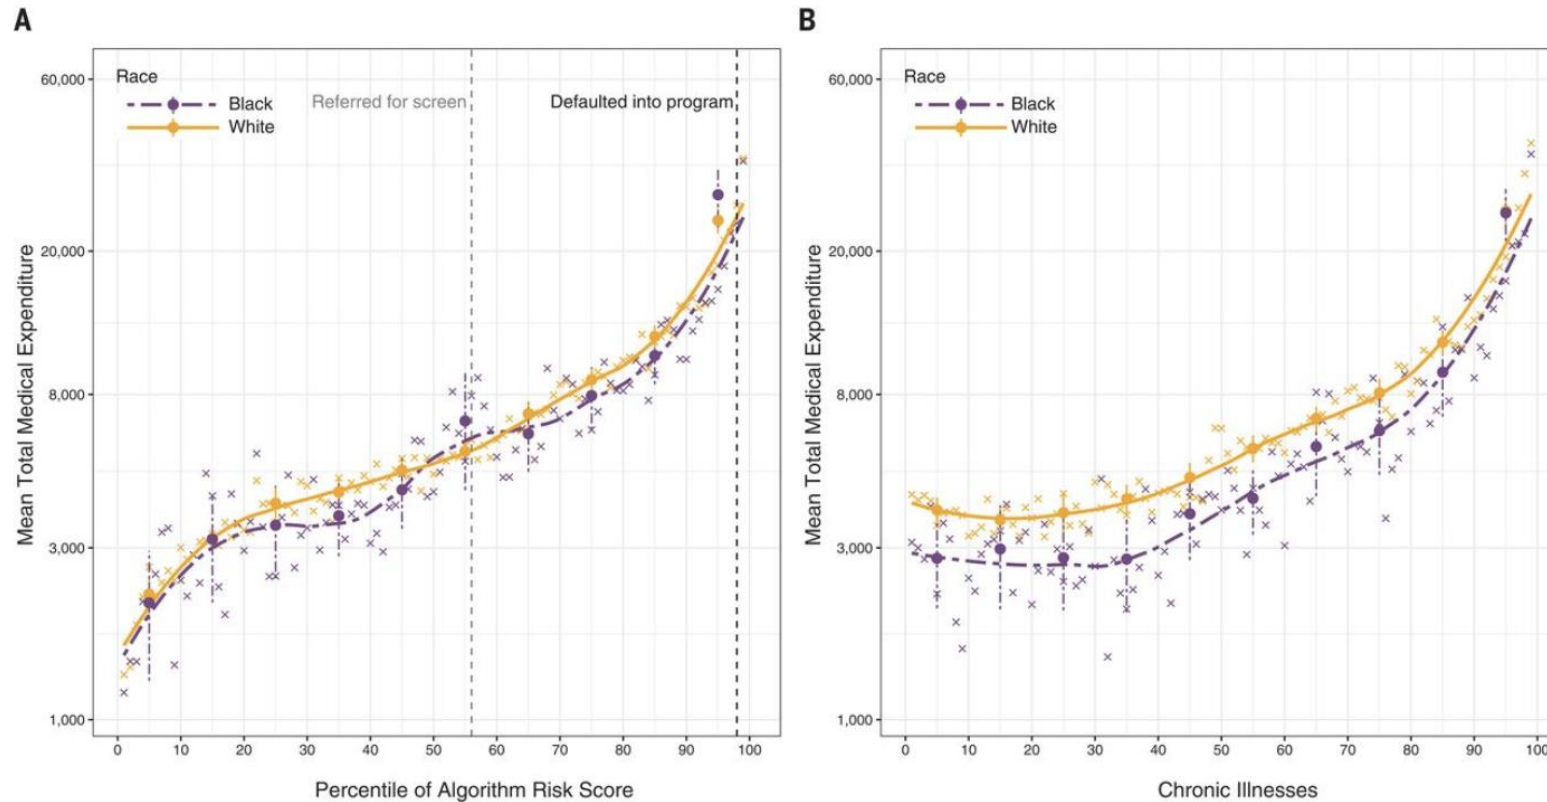 A
Race
Black
White
Referred for screen
Defaulted into program
60,000
20,000
8,000
3,000
1,000
Mean Total Medical Expenditure
0 10 20 30 40 50 60 70 80 90 100
Percentile of Algorithm Risk Score
B
Race
Black
White
60,000
20,000
8,000
3,000
1,000
Mean Total Medical Expenditure
0 10 20 30 40 50 60 70 80 90 100
Chronic Illnesses